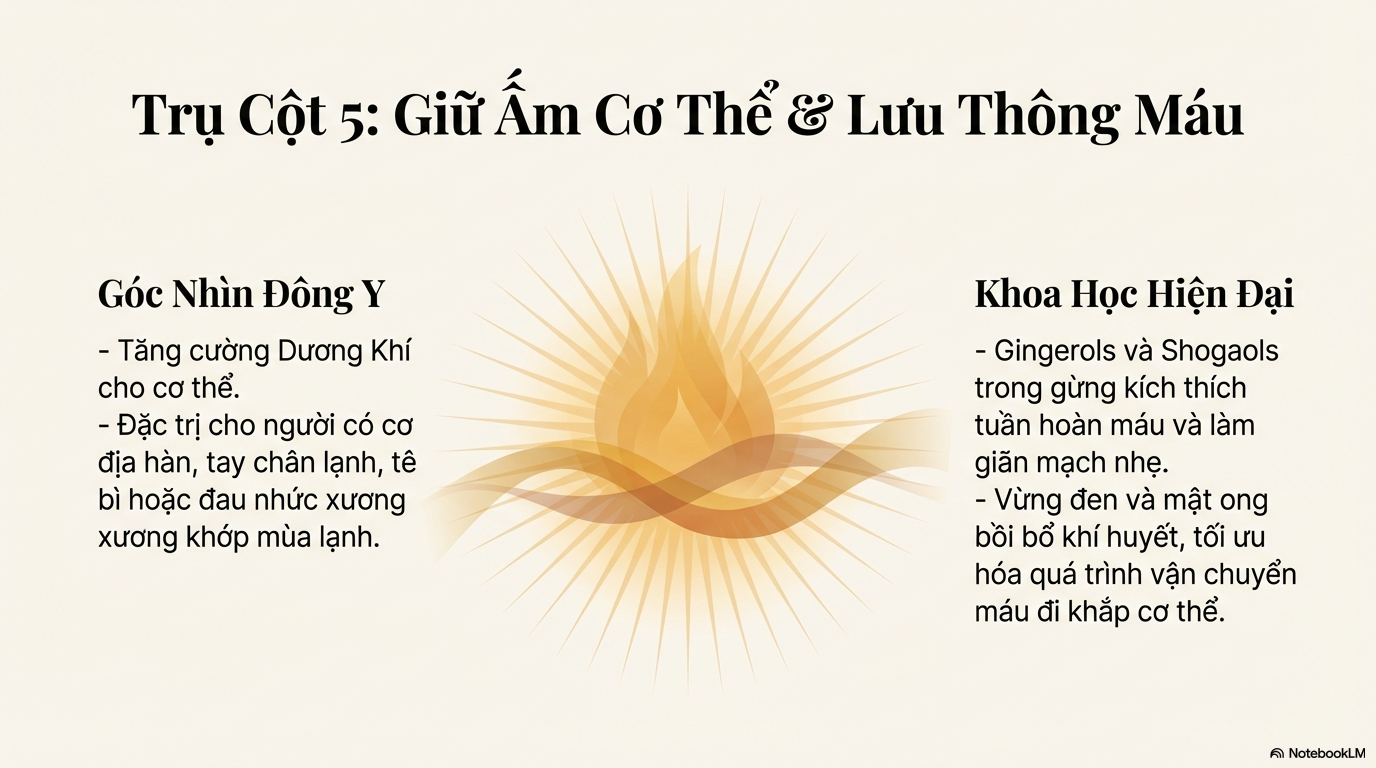 Trụ Cột 5: Giữ Ấm Cơ Thể & Lưu Thông Máu
Góc Nhìn Đông Y
- Tăng cường Dương Khí
cho cơ thể.
- Đặc trị cho người có cơ
địa hàn, tay chân lạnh, tê
bì hoặc đau nhức xương
xương khớp mùa lạnh.
Khoa Học Hiện Đại
- Gingerols và Shogaols
trong gừng kích thích
tuần hoàn máu và làm
giãn mạch nhẹ.
- Vừng đen và mật ong
bồi bổ khí huyết, tối ưu
hóa quá trình vận chuyển
máu đi khắp cơ thể.
NotebookLM